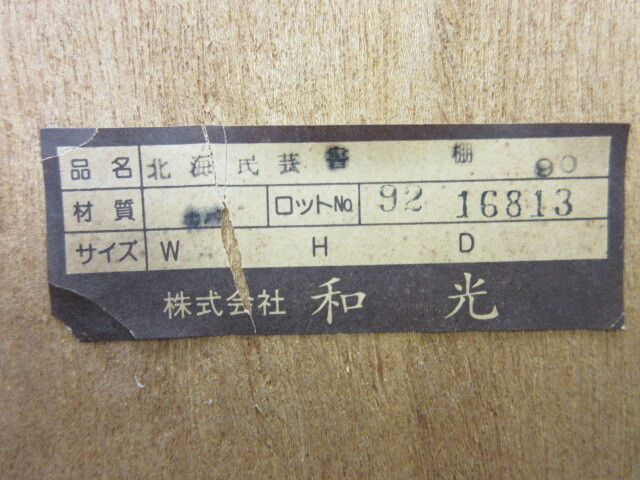 品名 北海民芸書 棚 90
材質 ロットNo. 92 16813
サイズ W H D
株式会社 和光